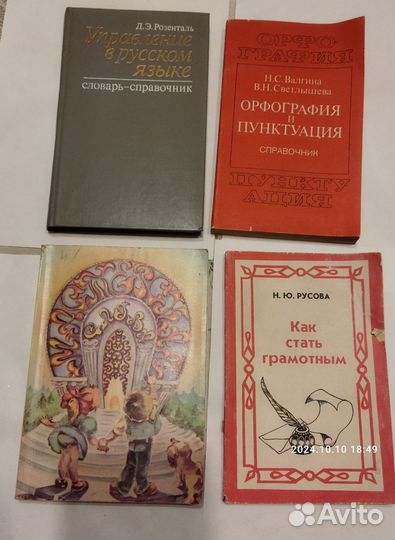 Д.Э. Розенталь
Управление
в русском
языке
словарь-справочник
ОРФО
ГРАФИЯ
Н.С. Валгина
В.Н. Светлышева
ОРФОГРАФИЯ
И
ПУНКТУАЦИЯ
СПРАВОЧНИК
ПУНКТУ
АЦИЯ
Н. Ю. РУСОВА
Как
стать
грамотным
2024.10.10 18:49
Avito